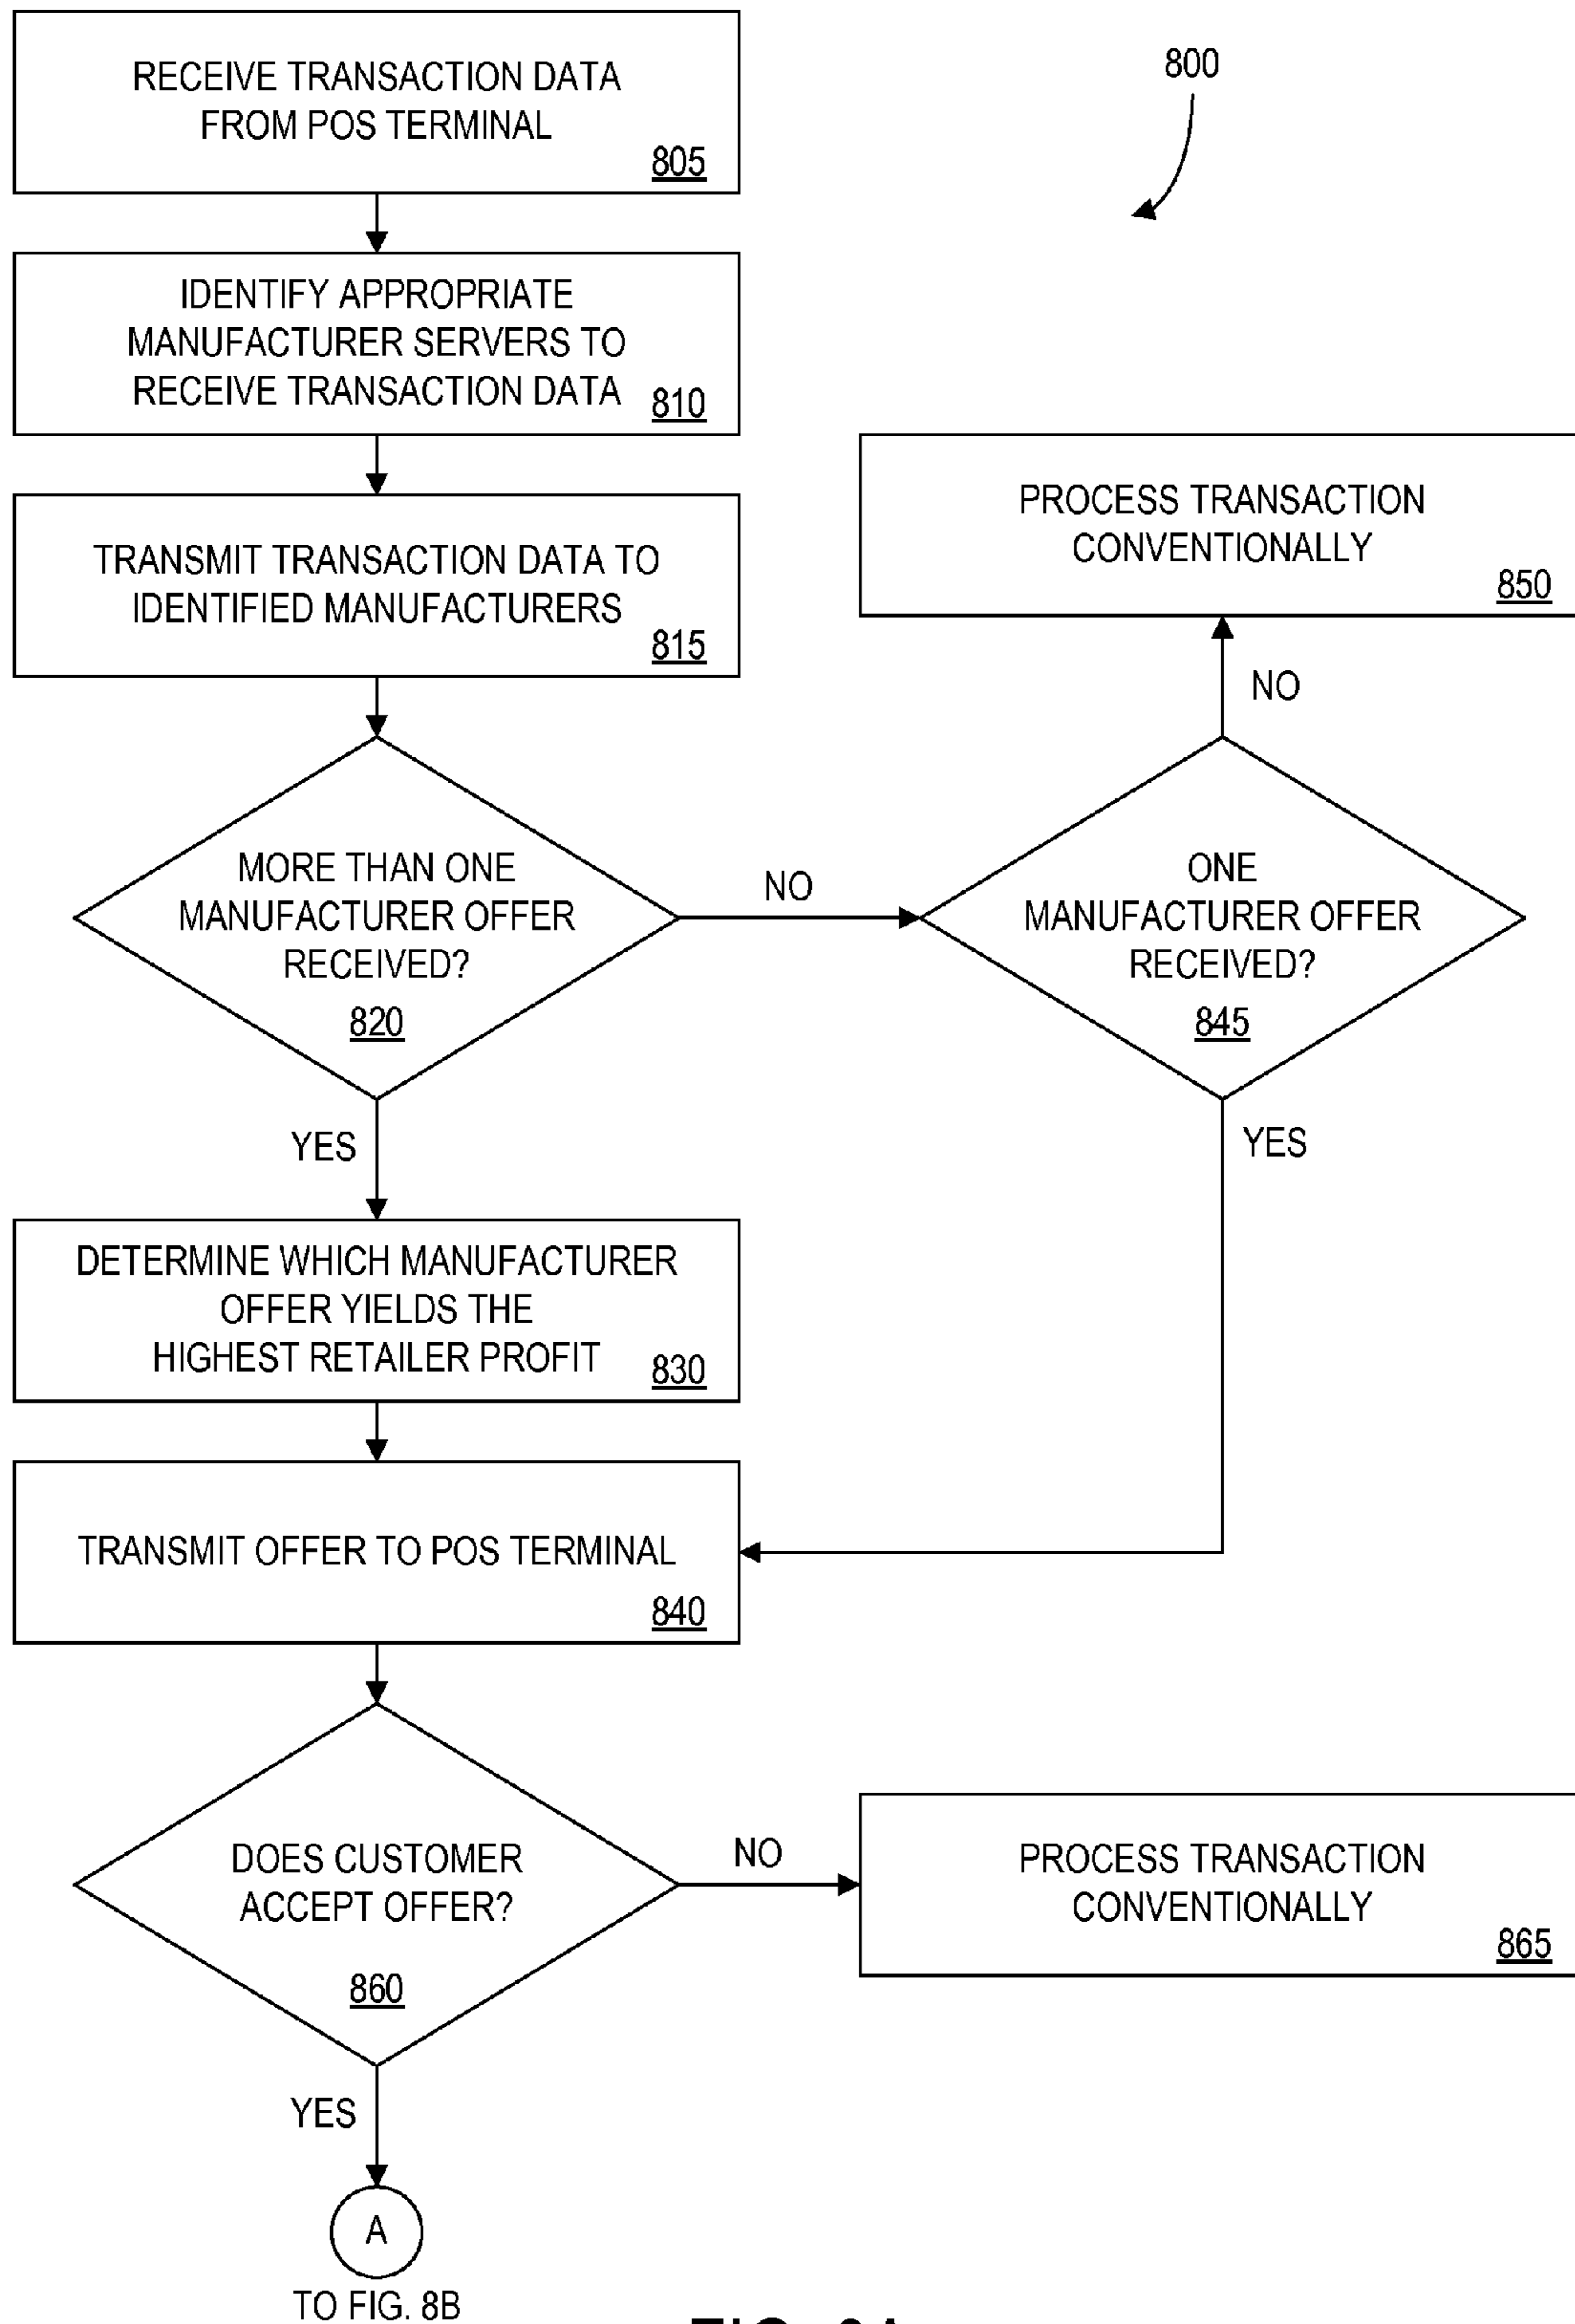 800
RECEIVE TRANSACTION DATA
FROM POS TERMINAL
805
IDENTIFY APPROPRIATE
MANUFACTURER SERVERS TO
RECEIVE TRANSACTION DATA
810
TRANSMIT TRANSACTION DATA TO
IDENTIFIED MANUFACTURERS
815
PROCESS TRANSACTION
CONVENTIONALLY
850
NO
MORE THAN ONE
MANUFACTURER OFFER
RECEIVED?
820
NO
ONE
MANUFACTURER OFFER
RECEIVED?
845
YES
YES
DETERMINE WHICH MANUFACTURER
OFFER YIELDS THE
HIGHEST RETAILER PROFIT
830
TRANSMIT OFFER TO POS TERMINAL
840
DOES CUSTOMER
ACCEPT OFFER?
860
NO
PROCESS TRANSACTION
CONVENTIONALLY
865
YES
A
TO FIG. 8B